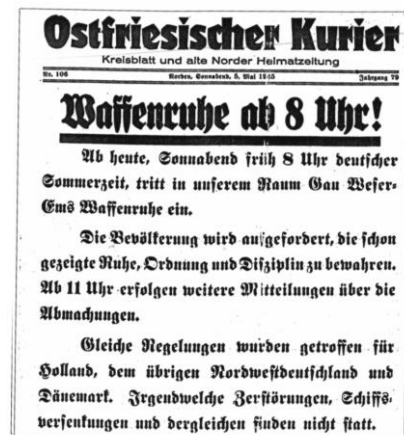 Ostfriesischer Kurier
Kreisblatt und alte Norder Heimatzeitung
Nr. 106 Norden, Sonnabend, 5. Mai 1945 Jahrgang 79
Waffenruhe ab 8 Uhr!
Ab heute, Sonnabend früh 8 Uhr deutscher
Sommerzeit, tritt in unserem Raum Gau Weser-
Ems Waffenruhe ein.
Die Bevölkerung wird aufgefordert, die schon
gezeigte Ruhe, Ordnung und Disziplin zu bewahren.
Ab 11 Uhr erfolgen weitere Mitteilungen über die
Abmachungen.
Gleiche Regelungen wurden getroffen für
Holland, dem übrigen Nordwestdeutschland und
Dänemark. Irgendwelche Zerstörungen, Schiffs-
versenkungen und dergleichen finden nicht statt.